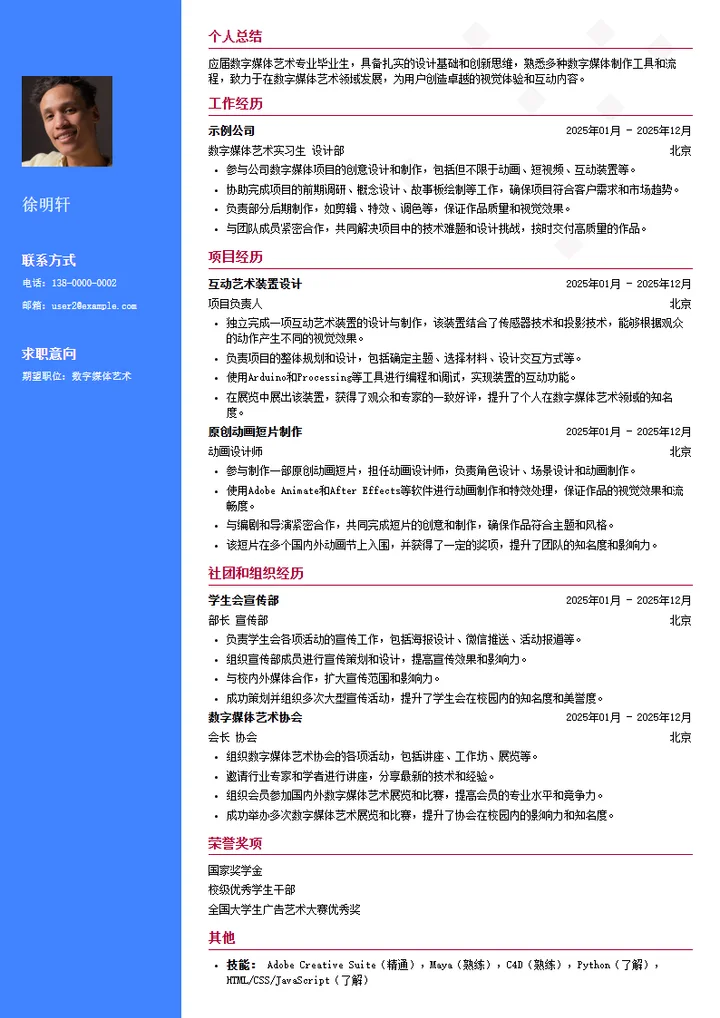 徐明轩
联系方式
电话：138-0000-0002
邮箱：user2@example.com
求职意向
期望职位：数字媒体艺术
个人总结
应届数字媒体艺术专业毕业生，具备扎实的设计基础和创新思维，熟悉多种数字媒体制作工具和流
程，致力于在数字媒体艺术领域发展，为用户创造卓越的视觉体验和互动内容。
工作经历
示例公司 2025年01月 - 2025年12月
数字媒体艺术实习生 设计部 北京
• 参与公司数字媒体项目的创意设计和制作，包括但不限于动画、短视频、互动装置等。
• 协助完成项目的前期调研、概念设计、故事板绘制等工作，确保项目符合客户需求和市场趋势。
• 负责部分后期制作，如剪辑、特效、调色等，保证作品质量和视觉效果。
• 与团队成员紧密合作，共同解决项目中的技术难题和设计挑战，按时交付高质量的作品。
项目经历
互动艺术装置设计 2025年01月 - 2025年12月
项目负责人 北京
• 独立完成一项互动艺术装置的设计与制作，该装置结合了传感器技术和投影技术，能够根据观众
的动作产生不同的视觉效果。
• 负责项目的整体规划和设计，包括确定主题、选择材料、设计交互方式等。
• 使用Arduino和Processing等工具进行编程和调试，实现装置的互动功能。
• 在展览中展出该装置，获得了观众和专家的一致好评，提升了个人在数字媒体艺术领域的知名
度。
原创动画短片制作 2025年01月 - 2025年12月
动画设计师 北京
• 参与制作一部原创动画短片，担任动画设计师，负责角色设计、场景设计和动画制作。
• 使用Adobe Animate和After Effects等软件进行动画制作和特效处理，保证作品的视觉效果和流
畅度。
• 与编剧和导演紧密合作，共同完成短片的创意和制作，确保作品符合主题和风格。
• 该短片在多个国内外动画节上入围，并获得了一定的奖项，提升了团队的知名度和影响力。
社团和组织经历
学生会宣传部 2025年01月 - 2025年12月
部长 宣传部 北京
• 负责学生会各项活动的宣传工作，包括海报设计、微信推送、活动报道等。
• 组织宣传部成员进行宣传策划和设计，提高宣传效果和影响力。
• 与校内外媒体合作，扩大宣传范围和影响力。
• 成功策划并组织多次大型宣传活动，提升了学生会在校园内的知名度和美誉度。
数字媒体艺术协会 2025年01月 - 2025年12月
会长 协会 北京
• 组织数字媒体艺术协会的各项活动，包括讲座、工作坊、展览等。
• 邀请行业专家和学者进行讲座，分享最新的技术和经验。
• 组织会员参加国内外数字媒体艺术展览和比赛，提高会员的专业水平和竞争力。
• 成功举办多次数字媒体艺术展览和比赛，提升了协会在校园内的影响力和知名度。
荣誉奖项
国家奖学金
校级优秀学生干部
全国大学生广告艺术大赛优秀奖
其他
• 技能： Adobe Creative Suite（精通），Maya（熟练），C4D（熟练），Python（了解），
HTML/CSS/JavaScript（了解）